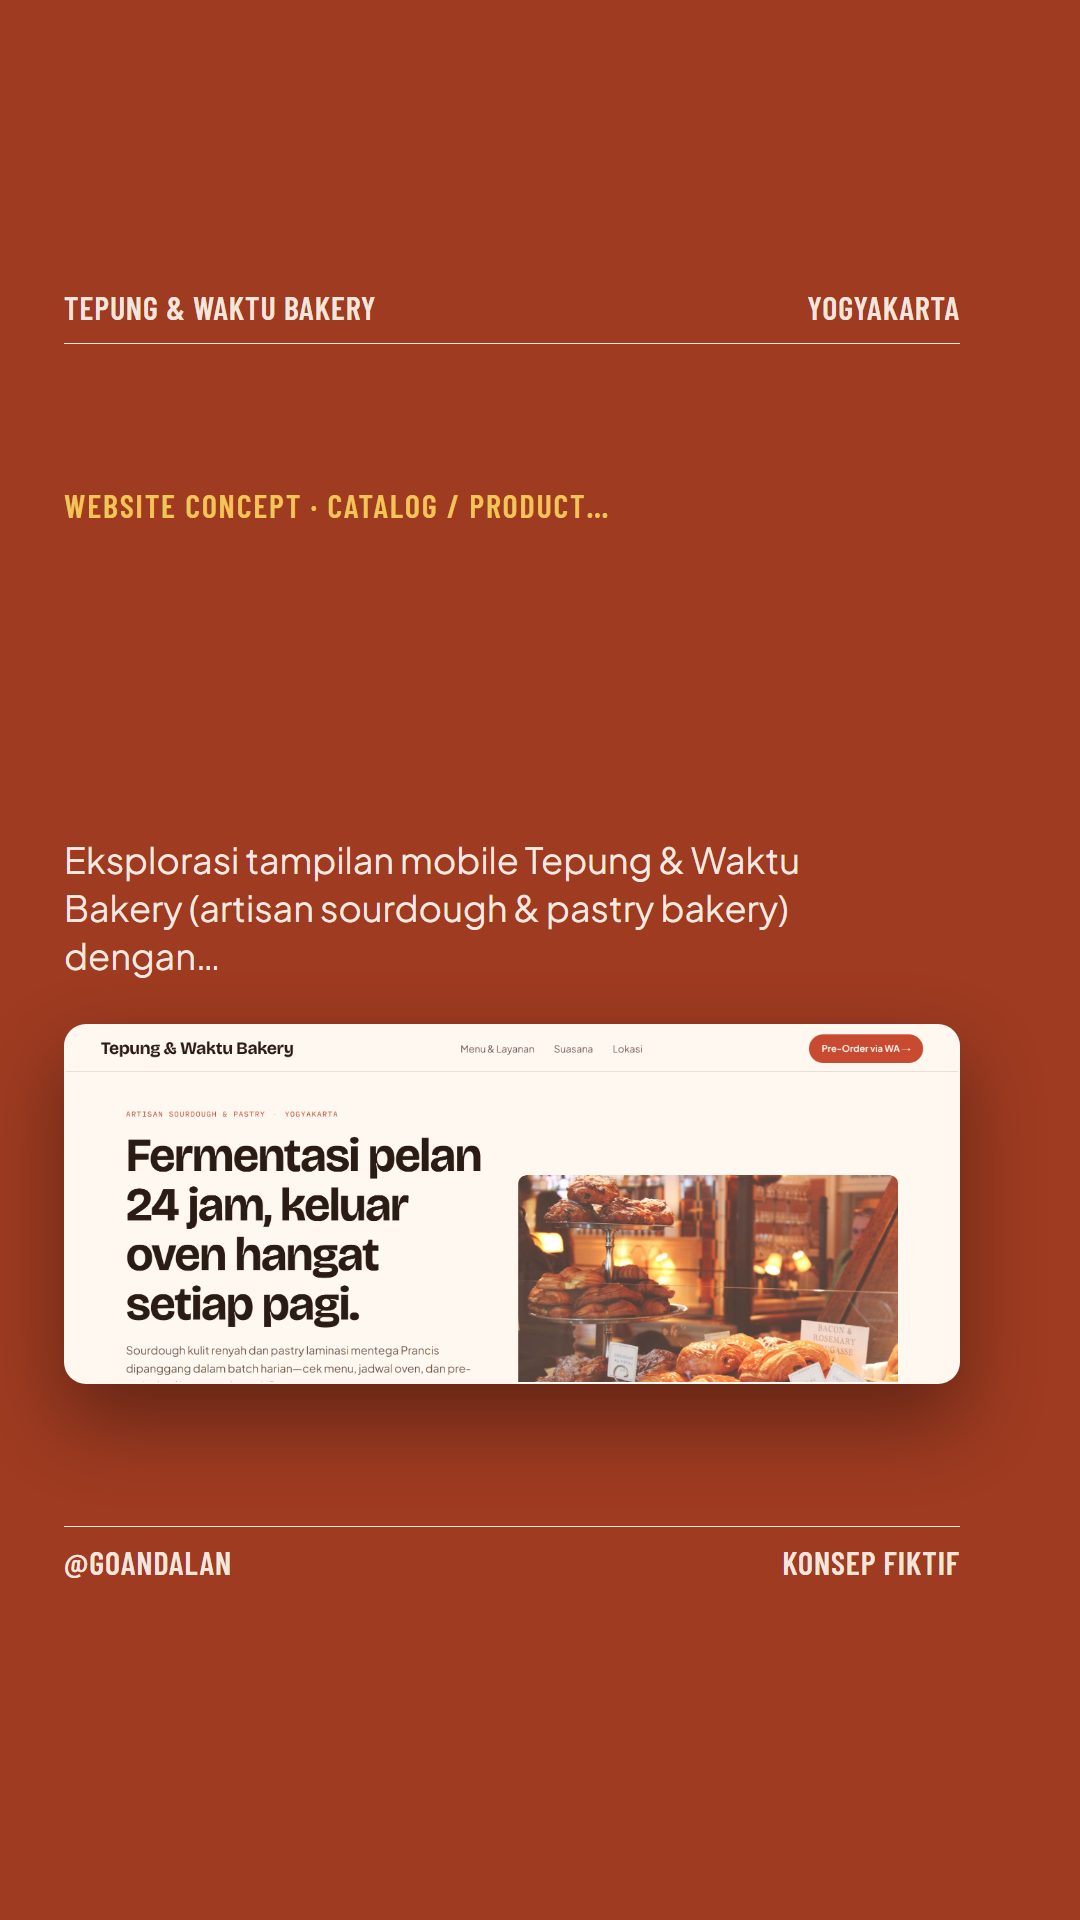 TEPUNG & WAKTU BAKERY
YOGYAKARTA
WEBSITE CONCEPT · CATALOG / PRODUCT...
Eksplorasi tampilan mobile Tepung & Waktu
Bakery (artisan sourdough & pastry bakery)
dengan...
Tepung & Waktu Bakery
Menu & Layanan
Suasana
Lokasi
Pre-Order via WA →
ARTISAN SOURDOUGH & PASTRY · YOGYAKARTA
Fermentasi pelan
24 jam, keluar
oven hangat
setiap pagi.
Sourdough kulit renyah dan pastry laminasi mentega Prancis
dipanggang dalam batch harian—cek menu, jadwal oven, dan pre-
BACON &
ROSEMARY
@GOANDALAN
KONSEP FIKTIF